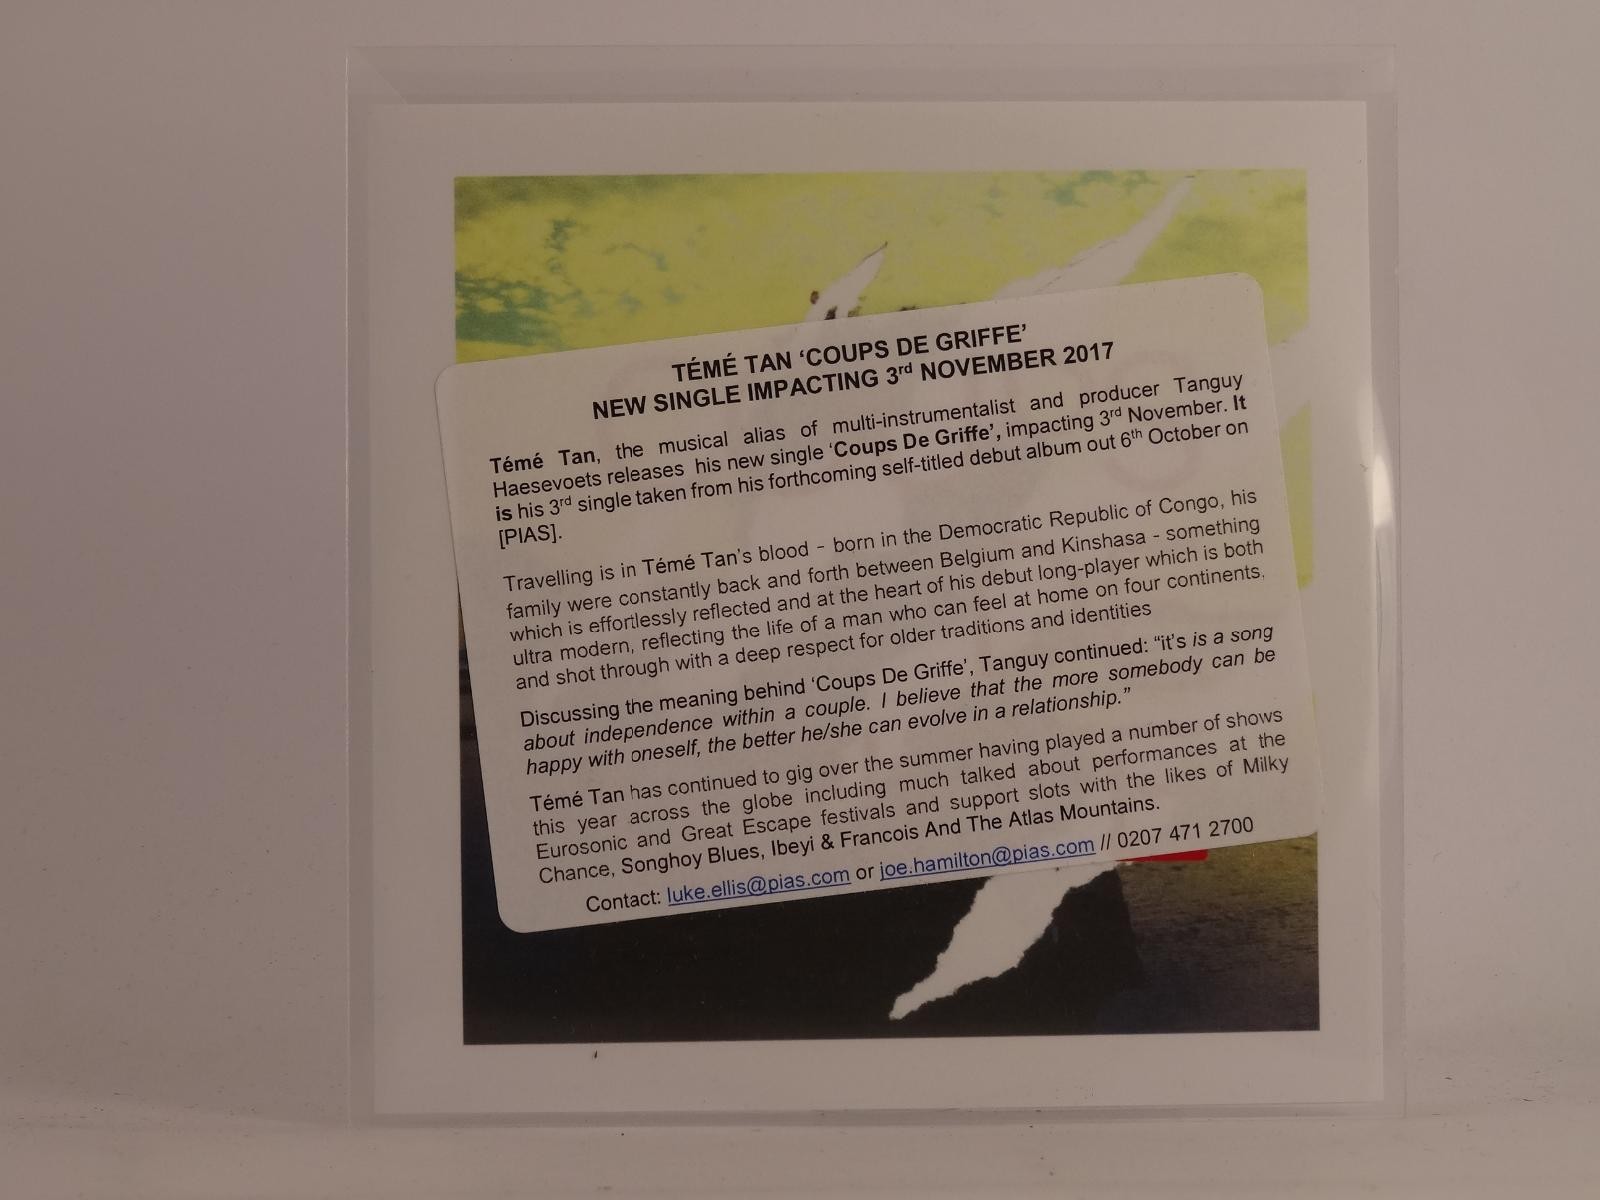 TÉMÉ TAN ‘COUPS DE GRIFFE’
NEW SINGLE IMPACTING 3rd NOVEMBER 2017
Témé Tan, the musical alias of multi-instrumentalist and producer Tanguy
Haesevoets releases his new single ‘Coups De Griffe’, impacting 3rd November. It
is his 3rd single taken from his forthcoming self-titled debut album out 6th October on
[PIAS].
Travelling is in Témé Tan’s blood - born in the Democratic Republic of Congo, his
family were constantly back and forth between Belgium and Kinshasa - something
which is effortlessly reflected and at the heart of his debut long-player which is both
ultra modern, reflecting the life of a man who can feel at home on four continents,
and shot through with a deep respect for older traditions and identities
Discussing the meaning behind ‘Coups De Griffe’, Tanguy continued: “it’s is a song
about independence within a couple. I believe that the more somebody can be
happy with oneself, the better he/she can evolve in a relationship.”
Témé Tan has continued to gig over the summer having played a number of shows
this year across the globe including much talked about performances at the
Eurosonic and Great Escape festivals and support slots with the likes of Milky
Chance, Songhoy Blues, Ibeyi & Francois And The Atlas Mountains.
Contact: luke.ellis@pias.com or joe.hamilton@pias.com // 0207 471 2700